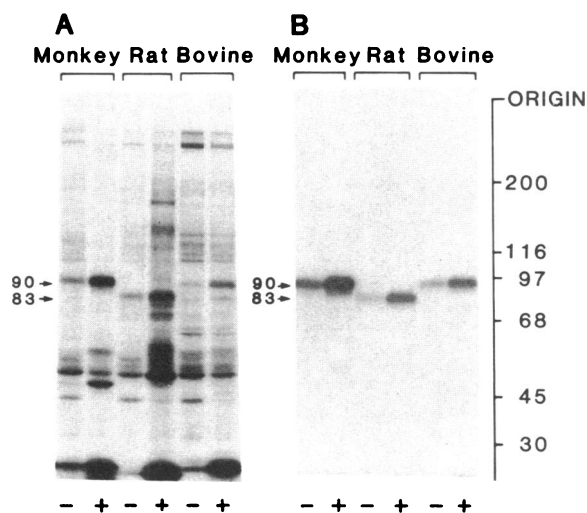 A B
Monkey Rat Bovine Monkey Rat Bovine
ORIGIN
200
116
90 90 97
83 83
68
45
30
− + − + − + − + − + − +